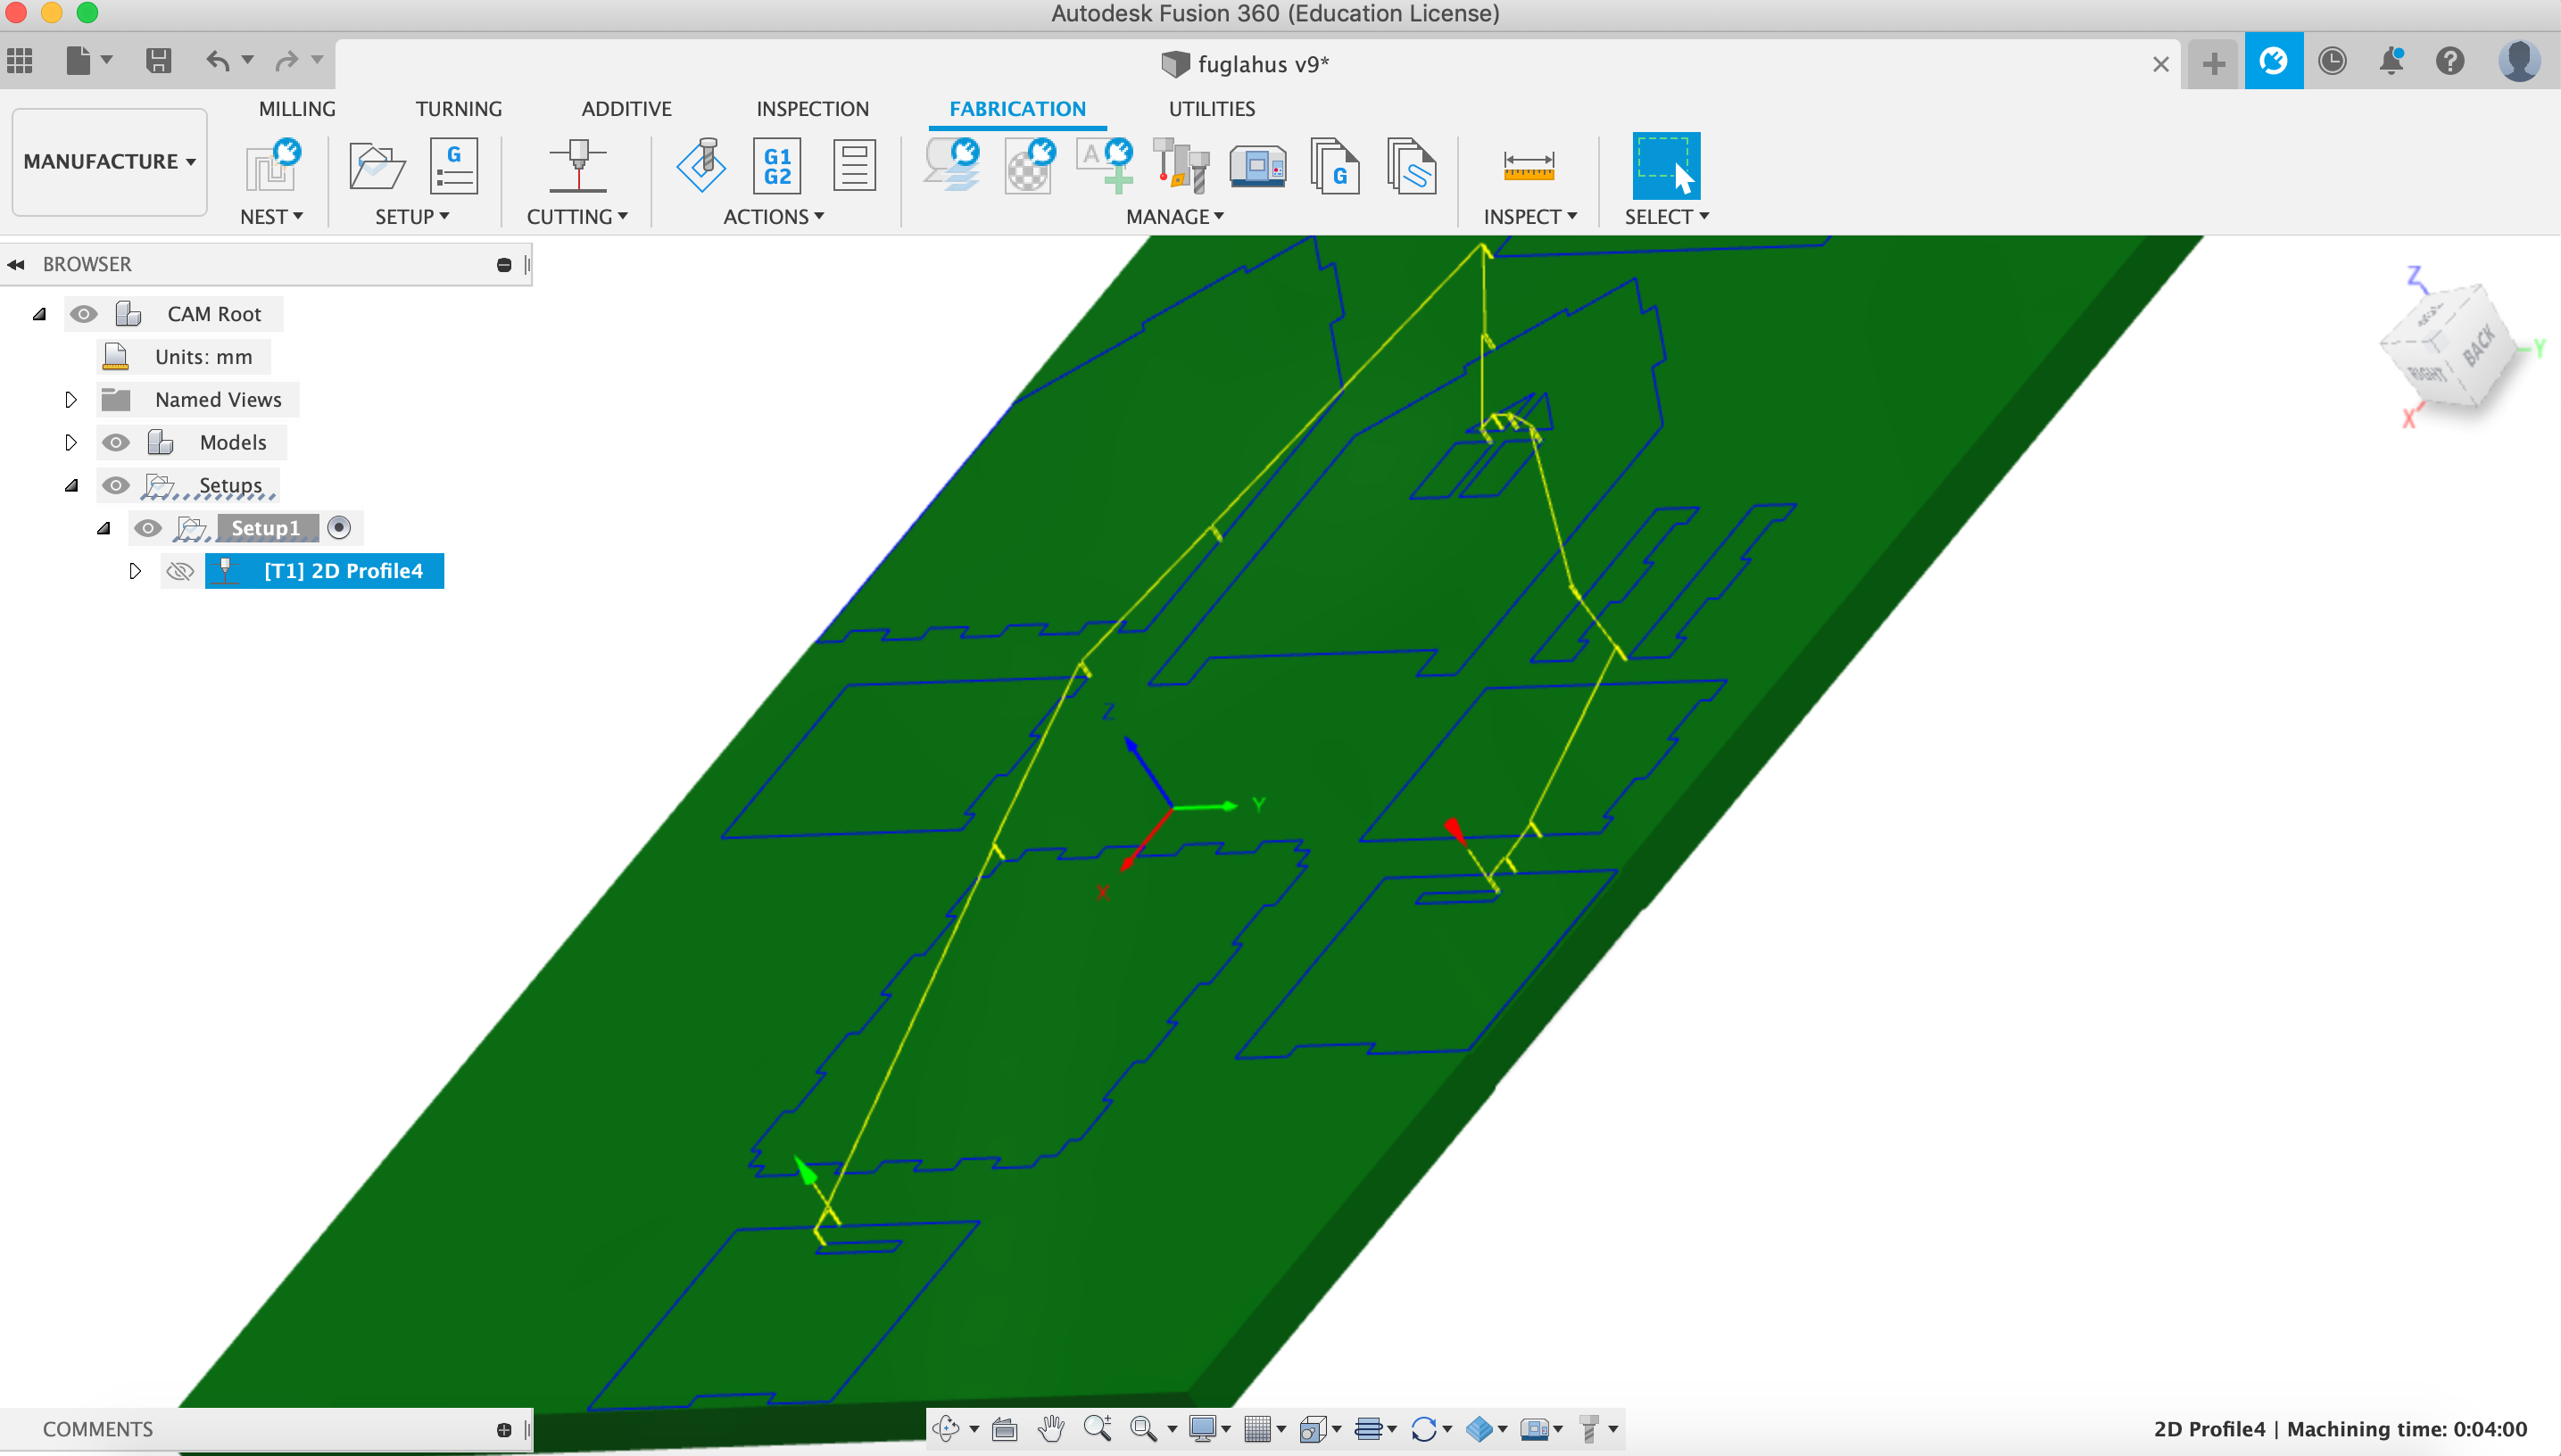 Autodesk Fusion 360 (Education License)
fuglahus v9*
MILLING TURNING ADDITIVE INSPECTION FABRICATION UTILITIES
MANUFACTURE
G G1 G2 A G
NEST SETUP CUTTING ACTIONS MANAGE INSPECT SELECT
BROWSER
CAM Root
Units: mm
Named Views
Models
Setups
Setup1
[T1] 2D Profile4
Z
Y
X
BACK
RIGHT
Z
Y
X
COMMENTS
2D Profile4 | Machining time: 0:04:00